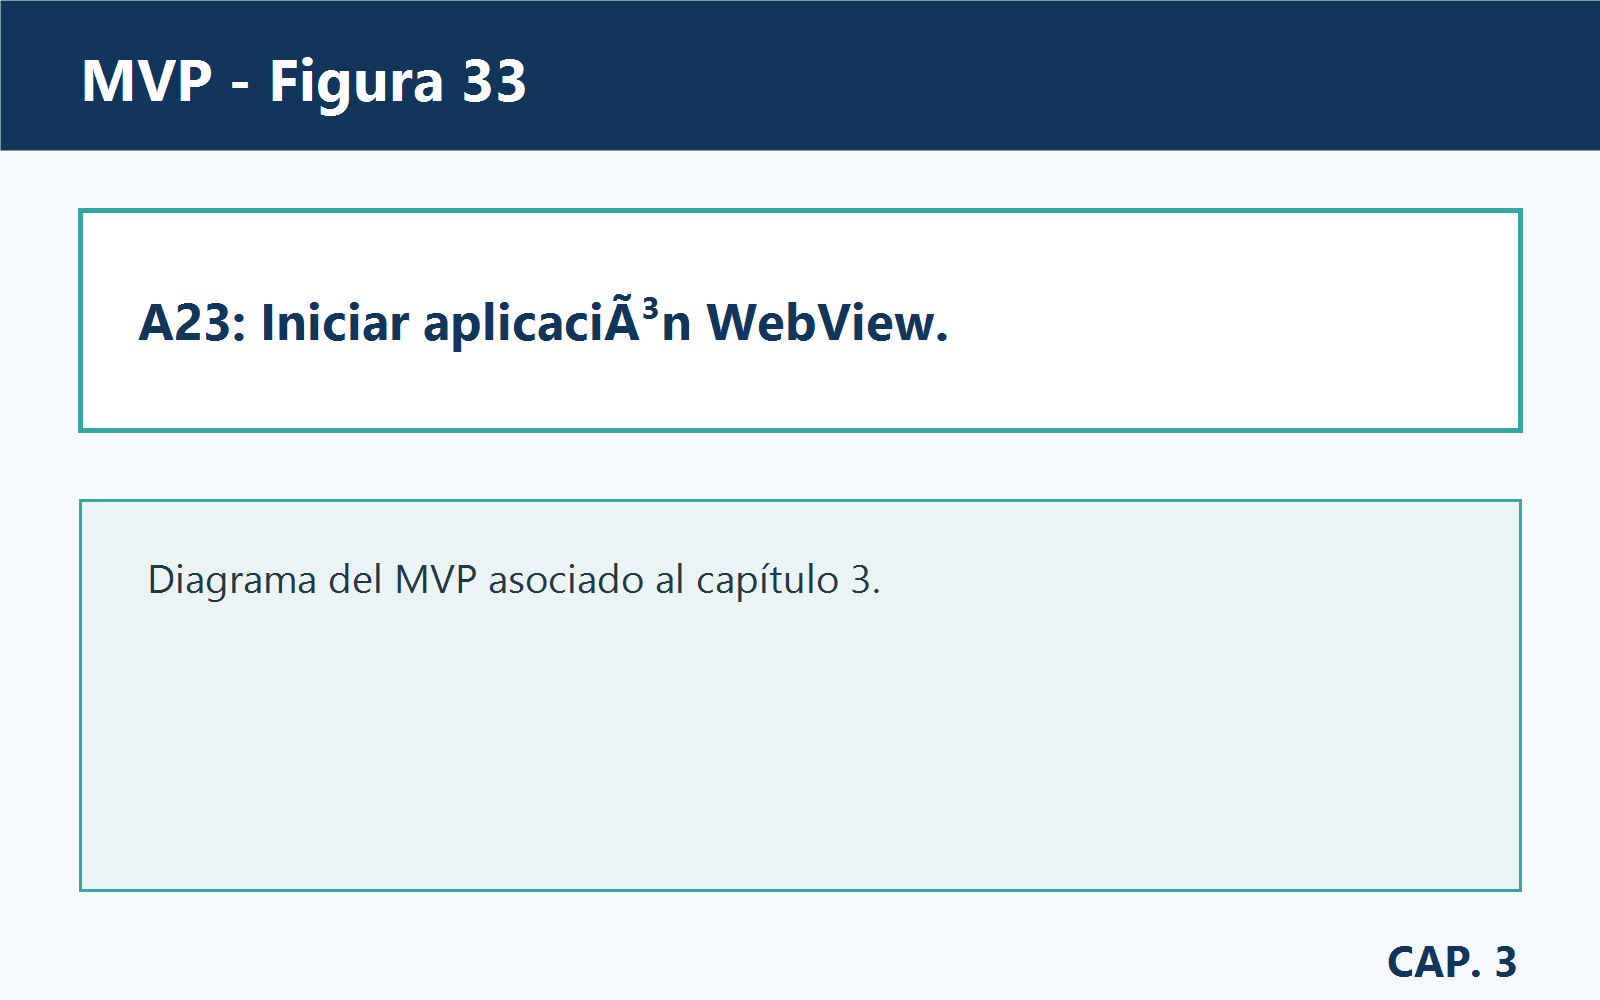 MVP - Figura 33
A23: Iniciar aplicaciÃ³n WebView.
Diagrama del MVP asociado al capítulo 3.
CAP. 3